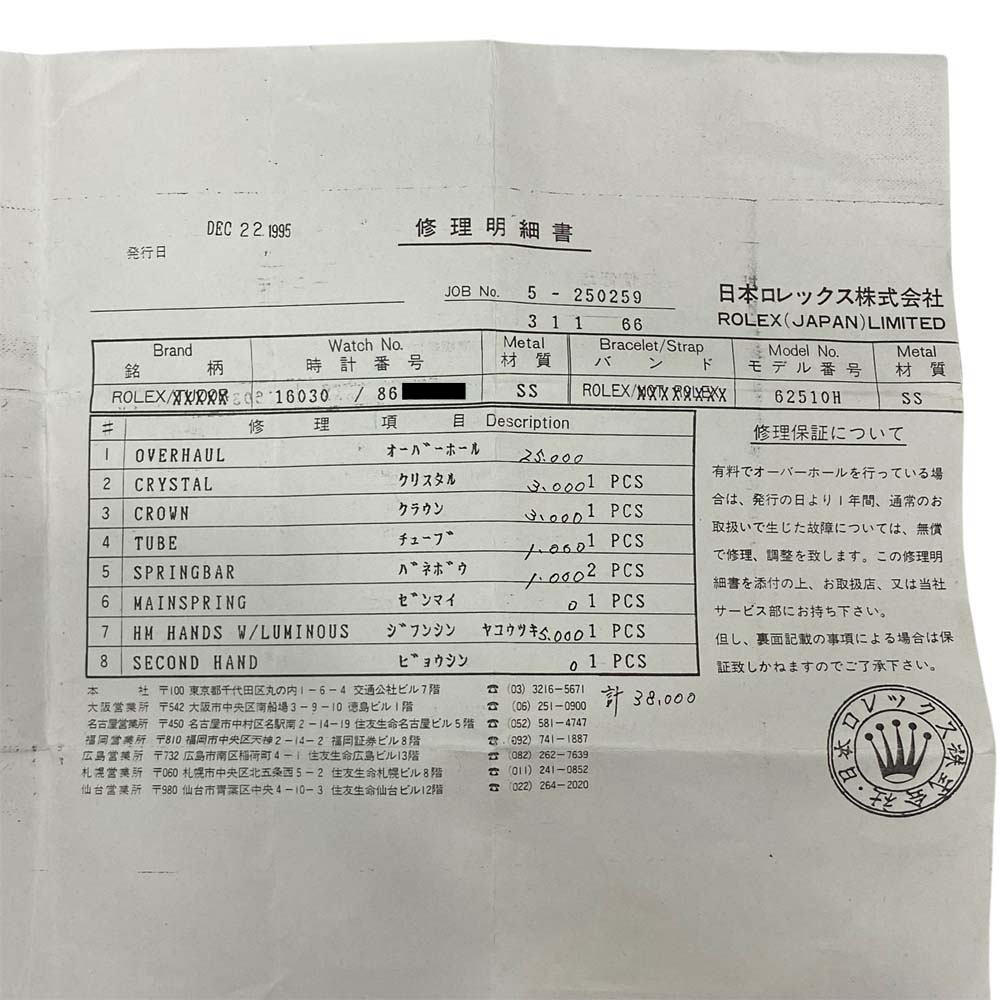 DEC 22 1995
修理明細書
発行日
JOB No. 5 - 250259
311 66
日本ロレックス株式会社
ROLEX(JAPAN)LIMITED
Brand Watch No. Metal Bracelet/Strap Model No. Metal
銘柄 時計番号 材質 バンド モデル番号 材質
ROLEX/TUDOR 16030 / 86 SS ROLEX/NOT ROLEX 62510H SS
# 修理項目 Description
1 OVERHAUL オーバーホール 25.000
2 CRYSTAL クリスタル 3.000 1 PCS
3 CROWN クラウン 3.000 1 PCS
4 TUBE チューブ 1.000 1 PCS
5 SPRINGBAR バネボウ 1.000 2 PCS
6 MAINSPRING ゼンマイ 0 1 PCS
7 HM HANDS W/LUMINOUS ジフンシン ヤコウツキ 5.000 1 PCS
8 SECOND HAND ビョウシン 0 1 PCS
計 38,000
修理保証について
有料でオーバーホールを行っている場
合は、発行の日より1年間、通常のお
取扱いで生じた故障については、無償
で修理、調整を致します。この修理明
細書を添付の上、お取扱店、又は当社
サービス部にお持ち下さい。
但し、裏面記載の事項による場合は保
証致しかねますのでご了承下さい。
本社 〒100 東京都千代田区丸の内1-6-4 交通公社ビル7階 ☎ (03) 3216-5671
大阪営業所 〒542 大阪市中央区南船場3-9-10 徳島ビル1階 ☎ (06) 251-0900
名古屋営業所 〒450 名古屋市中村区名駅南2-14-19 住友生命名古屋ビル5階 ☎ (052) 581-4747
福岡営業所 〒810 福岡市中央区天神2-14-2 福岡証券ビル8階 ☎ (092) 741-1887
広島営業所 〒732 広島市南区稲荷町4-1 住友生命広島ビル13階 ☎ (082) 262-7639
札幌営業所 〒060 札幌市中央区北五条西5-2 住友生命札幌ビル8階 ☎ (011) 241-0852
仙台営業所 〒980 仙台市青葉区中央4-10-3 住友生命仙台ビル12階 ☎ (022) 264-2020
日本ロレックス株式会社